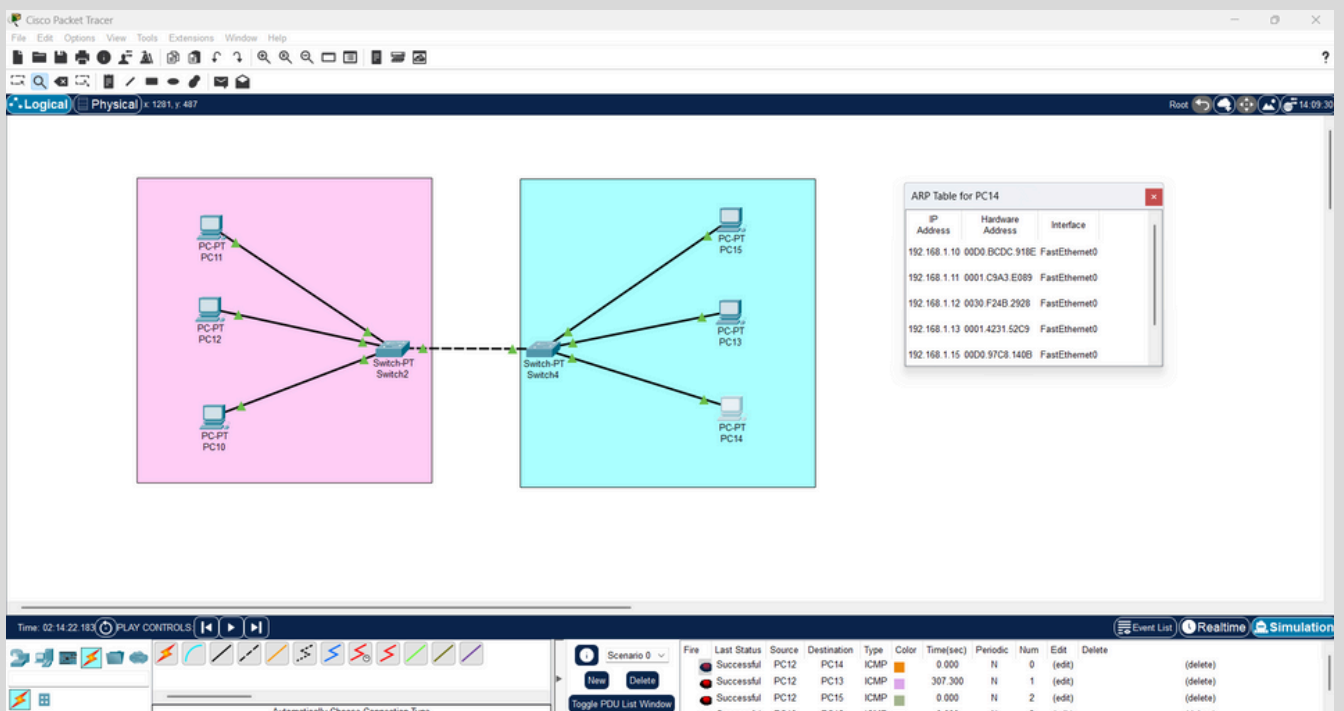 Cisco Packet Tracer
File Edit Options View Tools Extensions Window Help
?
Logical Physical x: 1281, y: 487
Root 14:09:30
PC-PT
PC11
PC-PT
PC12
PC-PT
PC10
Switch-PT
Switch2
Switch-PT
Switch4
PC-PT
PC15
PC-PT
PC13
PC-PT
PC14
ARP Table for PC14
IP Address Hardware Address Interface
192.168.1.10 00D0.BCDC.918E FastEthernet0
192.168.1.11 0001.C9A3.E089 FastEthernet0
192.168.1.12 0030.F24B.2928 FastEthernet0
192.168.1.13 0001.4231.52C9 FastEthernet0
192.168.1.15 00D0.97C8.140B FastEthernet0
Time: 02:14:22.183 PLAY CONTROLS:
Event List Realtime Simulation
Scenario 0
New Delete
Toggle PDU List Window
Fire Last Status Source Destination Type Color Time(sec) Periodic Num Edit Delete
Successful PC12 PC14 ICMP 0.000 N 0 (edit) (delete)
Successful PC12 PC13 ICMP 307.300 N 1 (edit) (delete)
Successful PC12 PC15 ICMP 0.000 N 2 (edit) (delete)
Automatically Choose Connection Type